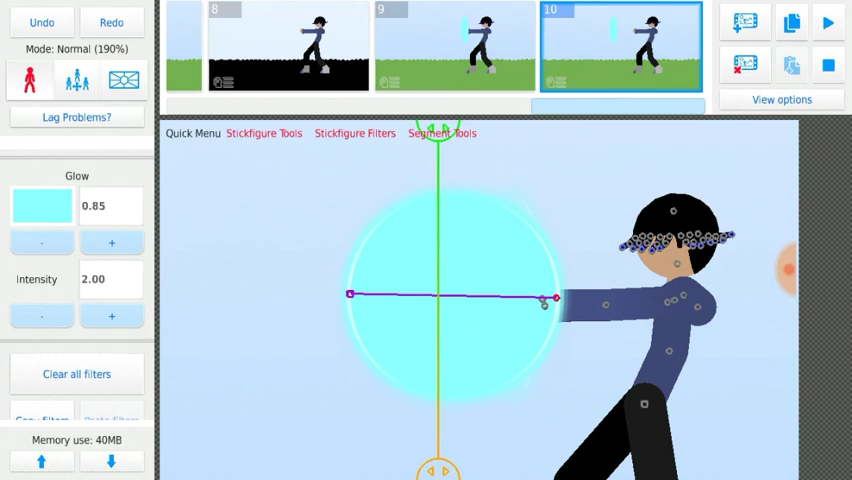 Undo
Redo
Mode: Normal (190%)
Lag Problems?
8
9
10
View options
Quick Menu
Stickfigure Tools
Stickfigure Filters
Segment Tools
Glow
0.85
-
+
Intensity
2.00
-
+
Clear all filters
Memory use: 40MB